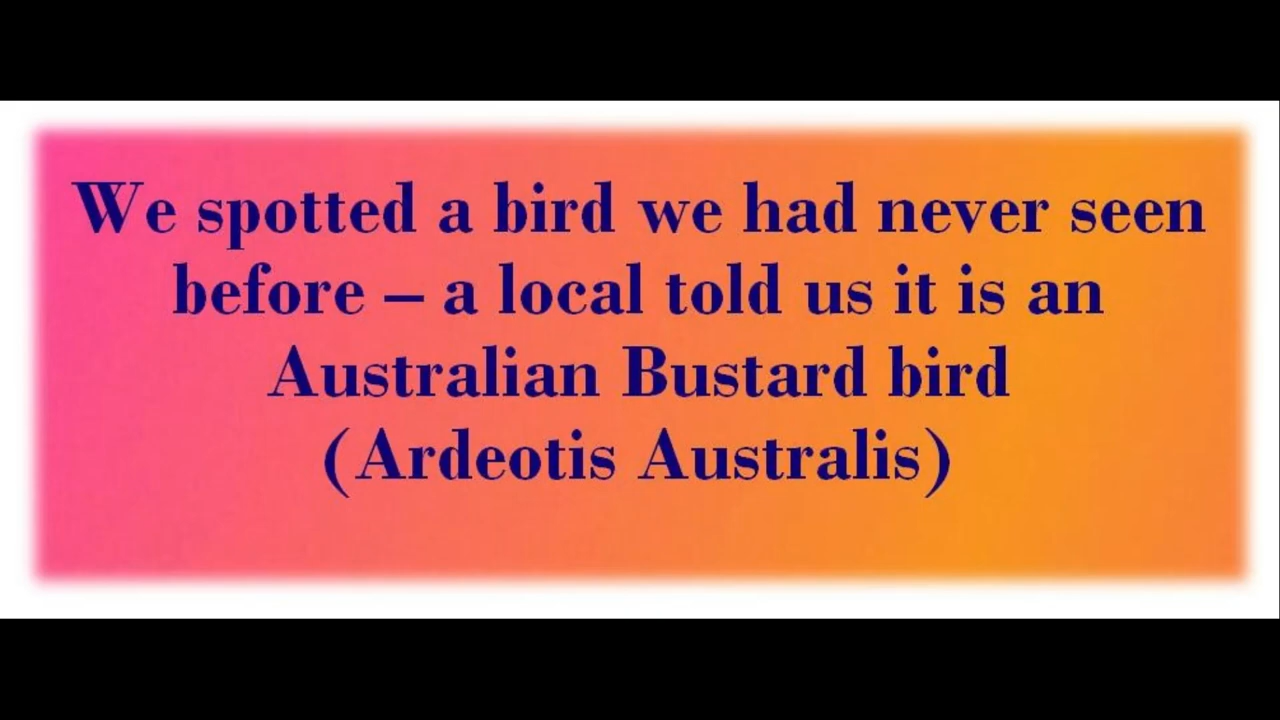 We spotted a bird we had never seen
before – a local told us it is an
Australian Bustard bird
(Ardeotis Australis)